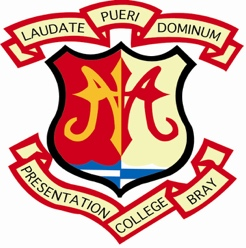 LAUDATE PUERI DOMINUM
PRESENTATION COLLEGE BRAY